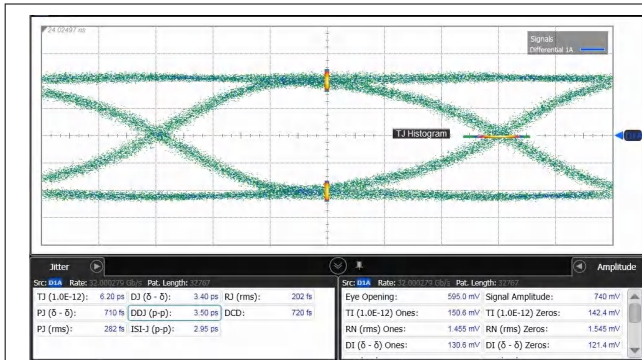 24.02497 ns
Signals
Differential 1A
TJ Histogram
Jitter
Amplitude
Src: D1A Rate: 32.000279 Gb/s Pat. Length: 32767
TJ (1.0E-12): 6.20 ps DJ (δ - δ): 3.40 ps RJ (rms): 202 fs
PJ (δ - δ): 710 fs DDJ (p-p): 3.50 ps DCD: 720 fs
PJ (rms): 282 fs ISI-J (p-p): 2.95 ps
Src: D1A Rate: 32.000279 Gb/s Pat. Length: 32767
Eye Opening: 595.0 mV Signal Amplitude: 740 mV
TI (1.0E-12) Ones: 150.6 mV TI (1.0E-12) Zeros: 142.4 mV
RN (rms) Ones: 1.455 mV RN (rms) Zeros: 1.545 mV
DI (δ - δ) Ones: 130.6 mV DI (δ - δ) Zeros: 121.4 mV